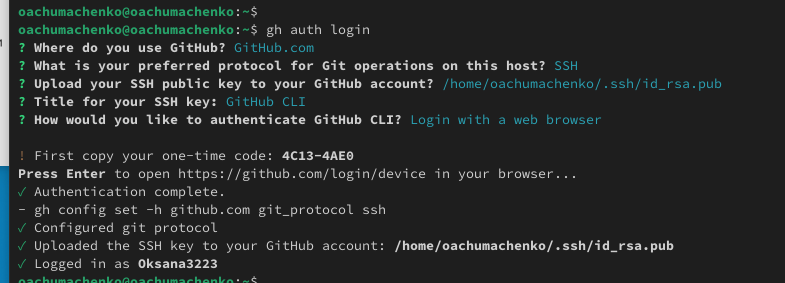 oachumachenko@oachumachenko:~$
oachumachenko@oachumachenko:~$ gh auth login
? Where do you use GitHub? GitHub.com
? What is your preferred protocol for Git operations on this host? SSH
? Upload your SSH public key to your GitHub account? /home/oachumachenko/.ssh/id_rsa.pub
? Title for your SSH key: GitHub CLI
? How would you like to authenticate GitHub CLI? Login with a web browser
! First copy your one-time code: 4C13-4AE0
Press Enter to open https://github.com/login/device in your browser...
✓ Authentication complete.
- gh config set -h github.com git_protocol ssh
✓ Configured git protocol
✓ Uploaded the SSH key to your GitHub account: /home/oachumachenko/.ssh/id_rsa.pub
✓ Logged in as Oksana3223
oachumachenko@oachumachenko:~$